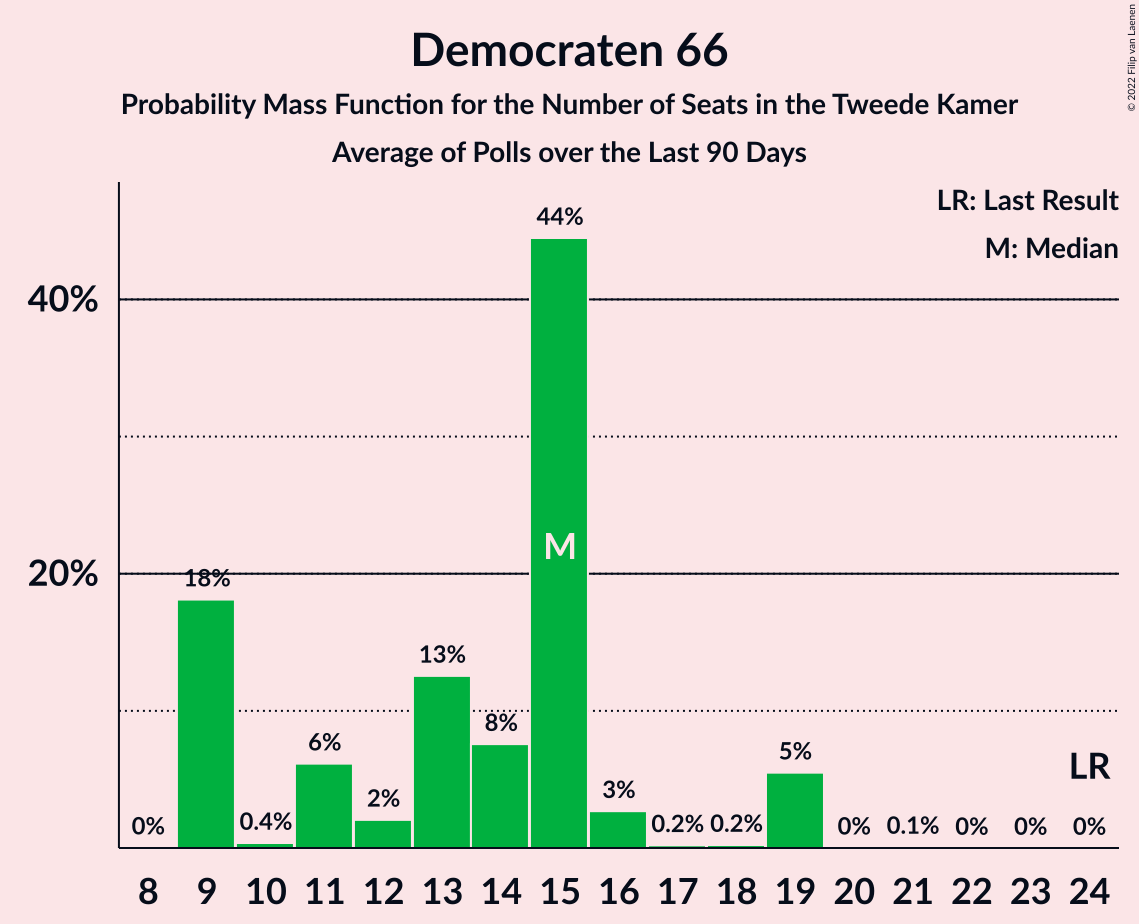 Democraten 66
Probability Mass Function for the Number of Seats in the Tweede Kamer
Average of Polls over the Last 90 Days
© 2022 Filip van Laenen
LR: Last Result
M: Median
44%
40%
M
20%
18%
13%
8%
6%
5%
LR
3%
2%
0%
0.4%
0.2%
0.2%
0%
0.1%
0%
0%
0%
8 9 10 11 12 13 14 15 16 17 18 19 20 21 22 23 24